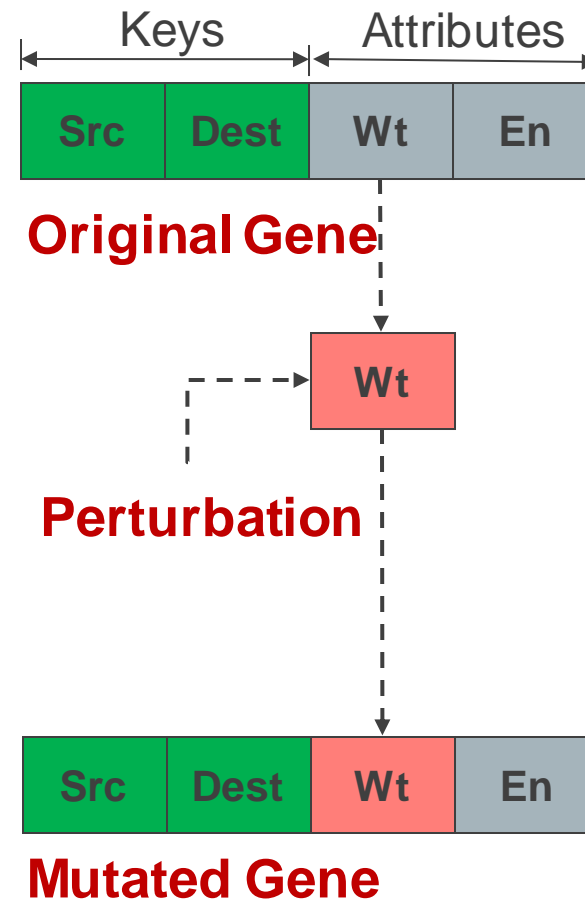 Keys Attributes
Src Dest Wt En
Original Gene
Wt
Perturbation
Src Dest Wt En
Mutated Gene